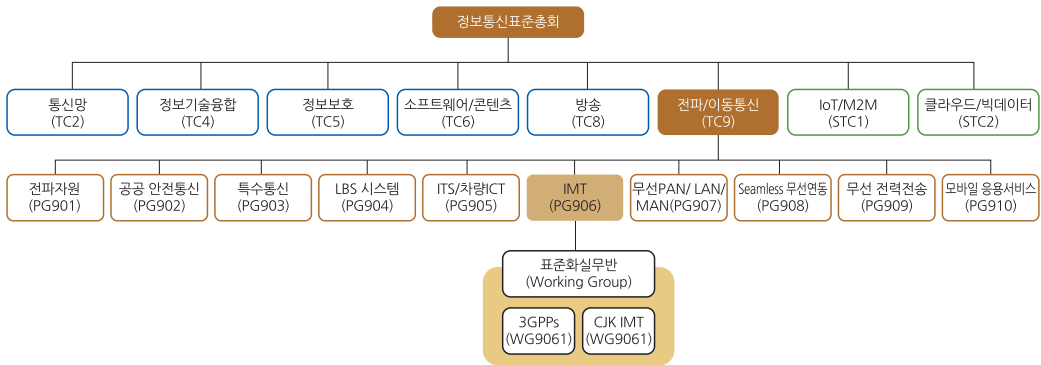 정보통신표준총회
통신망
(TC2)
정보기술융합
(TC4)
정보보호
(TC5)
소프트웨어/콘텐츠
(TC6)
방송
(TC8)
전파/이동통신
(TC9)
IoT/M2M
(STC1)
클라우드/빅데이터
(STC2)
전파자원
(PG901)
공공 안전통신
(PG902)
특수통신
(PG903)
LBS 시스템
(PG904)
ITS/차량ICT
(PG905)
IMT
(PG906)
무선PAN/ LAN/
MAN(PG907)
Seamless 무선연동
(PG908)
무선 전력전송
(PG909)
모바일 응용서비스
(PG910)
표준화실무반
(Working Group)
3GPPs
(WG9061)
CJK IMT
(WG9061)